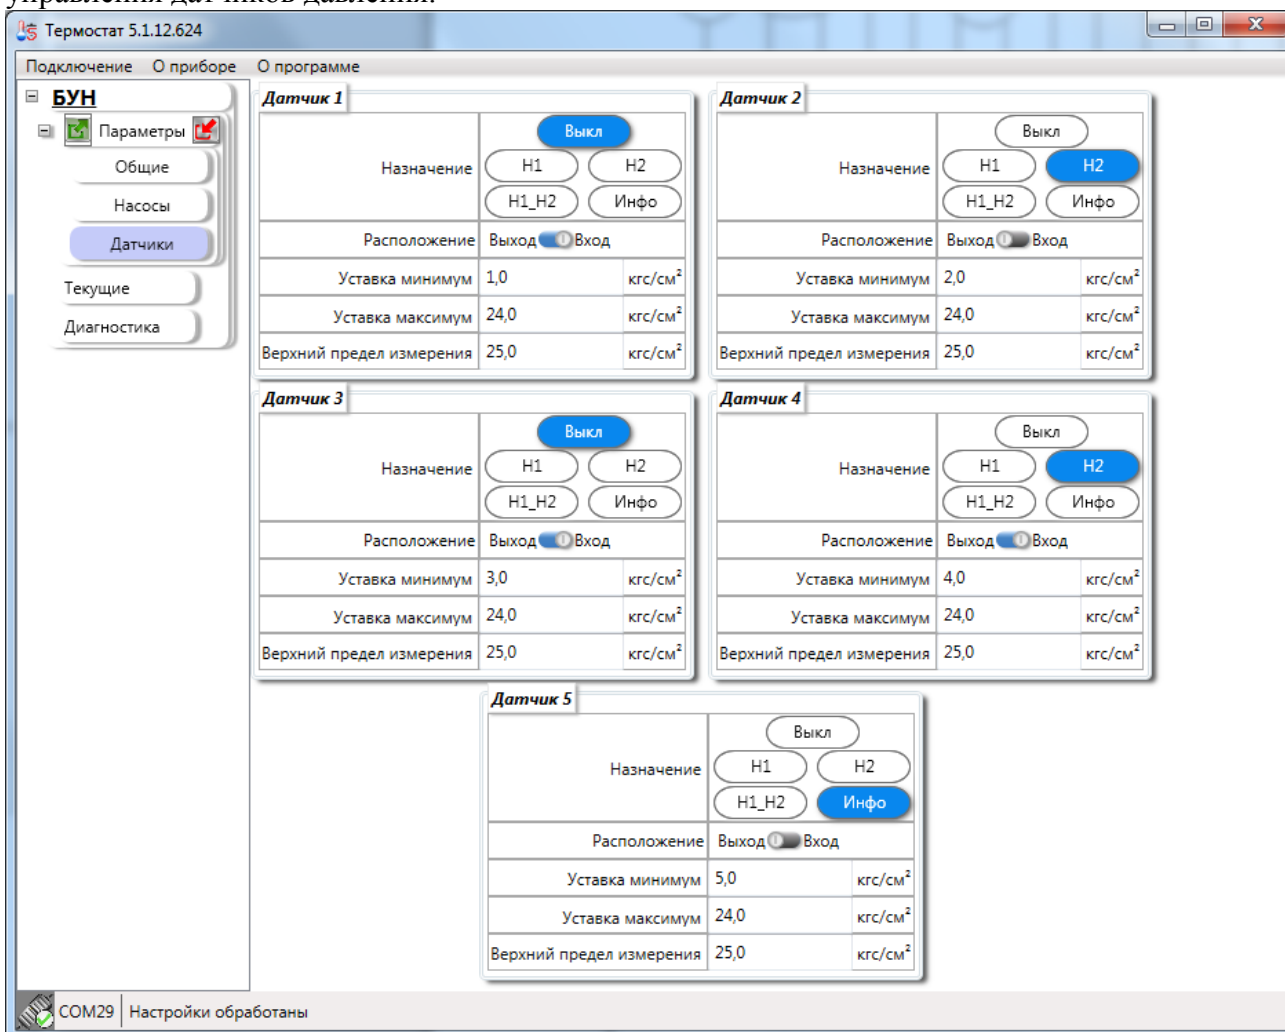 управления датчиков давления.
Термостат 5.1.12.624
Подключение О приборе О программе
БУН
Параметры
Общие
Насосы
Датчики
Текущие
Диагностика
Датчик 1
Назначение
Выкл
Н1 Н2
Н1_Н2 Инфо
Расположение Выход Вход
Уставка минимум 1,0 кгс/см²
Уставка максимум 24,0 кгс/см²
Верхний предел измерения 25,0 кгс/см²
Датчик 2
Назначение
Выкл
Н1 Н2
Н1_Н2 Инфо
Расположение Выход Вход
Уставка минимум 2,0 кгс/см²
Уставка максимум 24,0 кгс/см²
Верхний предел измерения 25,0 кгс/см²
Датчик 3
Назначение
Выкл
Н1 Н2
Н1_Н2 Инфо
Расположение Выход Вход
Уставка минимум 3,0 кгс/см²
Уставка максимум 24,0 кгс/см²
Верхний предел измерения 25,0 кгс/см²
Датчик 4
Назначение
Выкл
Н1 Н2
Н1_Н2 Инфо
Расположение Выход Вход
Уставка минимум 4,0 кгс/см²
Уставка максимум 24,0 кгс/см²
Верхний предел измерения 25,0 кгс/см²
Датчик 5
Назначение
Выкл
Н1 Н2
Н1_Н2 Инфо
Расположение Выход Вход
Уставка минимум 5,0 кгс/см²
Уставка максимум 24,0 кгс/см²
Верхний предел измерения 25,0 кгс/см²
COM29 Настройки обработаны